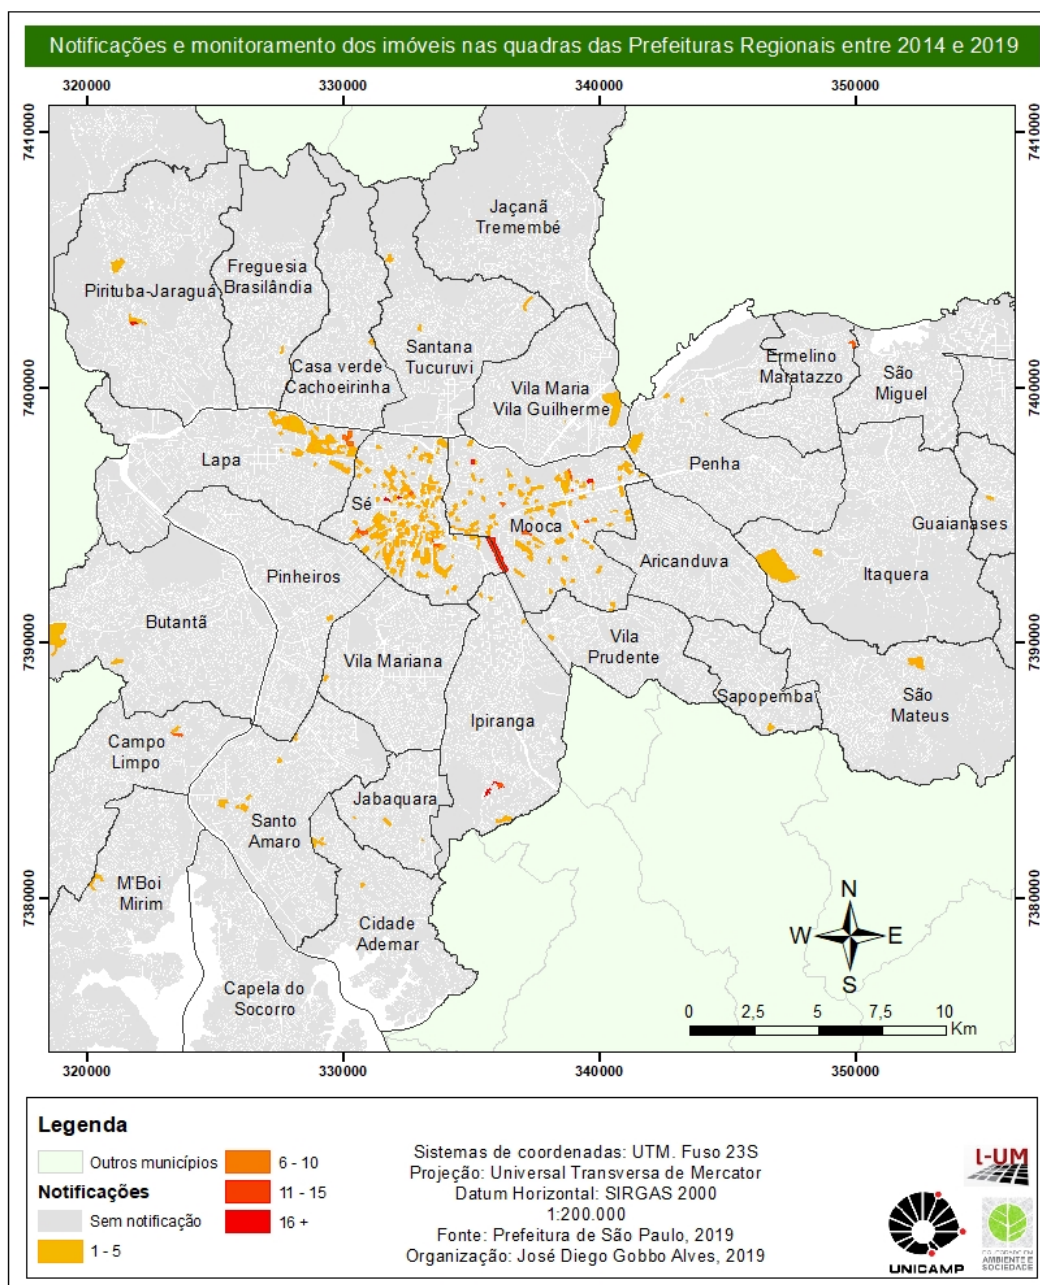 Notificações e monitoramento dos imóveis nas quadras das Prefeituras Regionais entre 2014 e 2019
320000 330000 340000 350000
7410000 7410000
Jaçanã
Tremembé
Freguesia
Brasilândia
Pirituba-Jaraguá
Santana
Tucuruvi
Casa verde
Cachoeirinha
Ermelino
Maratazzo
São
Miguel
7400000 7400000
Vila Maria
Vila Guilherme
Lapa
Penha
Sé
Mooca
Guaianases
Aricanduva
Itaquera
Pinheiros
Butantã
7390000 7390000
Vila
Prudente
Vila Mariana
Sapopemba
São
Mateus
Ipiranga
Campo
Limpo
Jabaquara
Santo
Amaro
M'Boi
Mirim
7380000 7380000
Cidade
Ademar
Capela do
Socorro
N
W E
S
0 2,5 5 7,5 10
Km
320000 330000 340000 350000
Legenda
Outros municípios
Notificações
Sem notificação
1 - 5
6 - 10
11 - 15
16 +
Sistemas de coordenadas: UTM. Fuso 23S
Projeção: Universal Transversa de Mercator
Datum Horizontal: SIRGAS 2000
1:200.000
Fonte: Prefeitura de São Paulo, 2019
Organização: José Diego Gobbo Alves, 2019
l-UM
UNICAMP
AMBIENTE E
SOCIEDADE